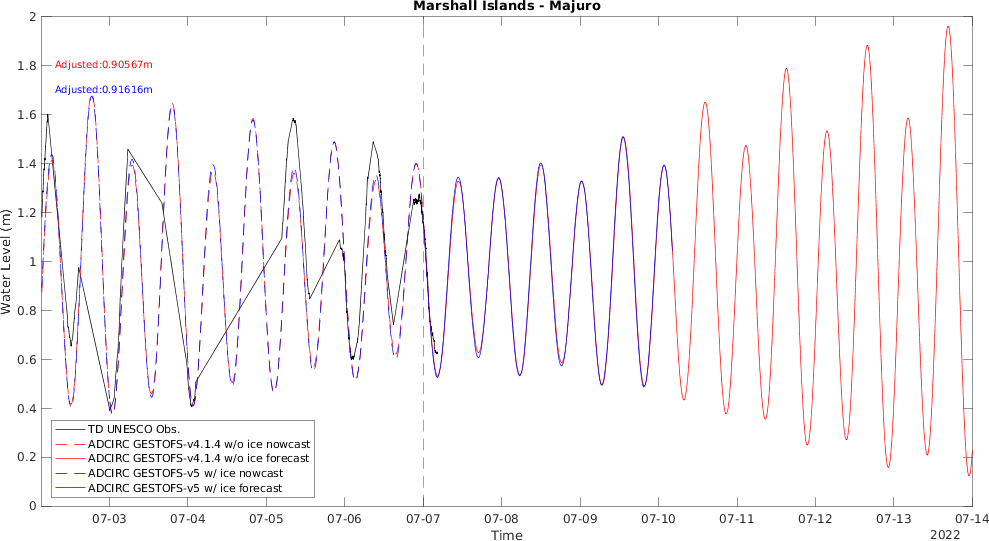 Marshall Islands - Majuro
2
1.8
1.6
1.4
1.2
1
0.8
0.6
0.4
0.2
0
Water Level (m)
Adjusted:0.90567m
Adjusted:0.91616m
TD UNESCO Obs.
ADCIRC GESTOFS-v4.1.4 w/o ice nowcast
ADCIRC GESTOFS-v4.1.4 w/o ice forecast
ADCIRC GESTOFS-v5 w/ ice nowcast
ADCIRC GESTOFS-v5 w/ ice forecast
07-03 07-04 07-05 07-06 07-07 07-08 07-09 07-10 07-11 07-12 07-13 07-14
Time
2022